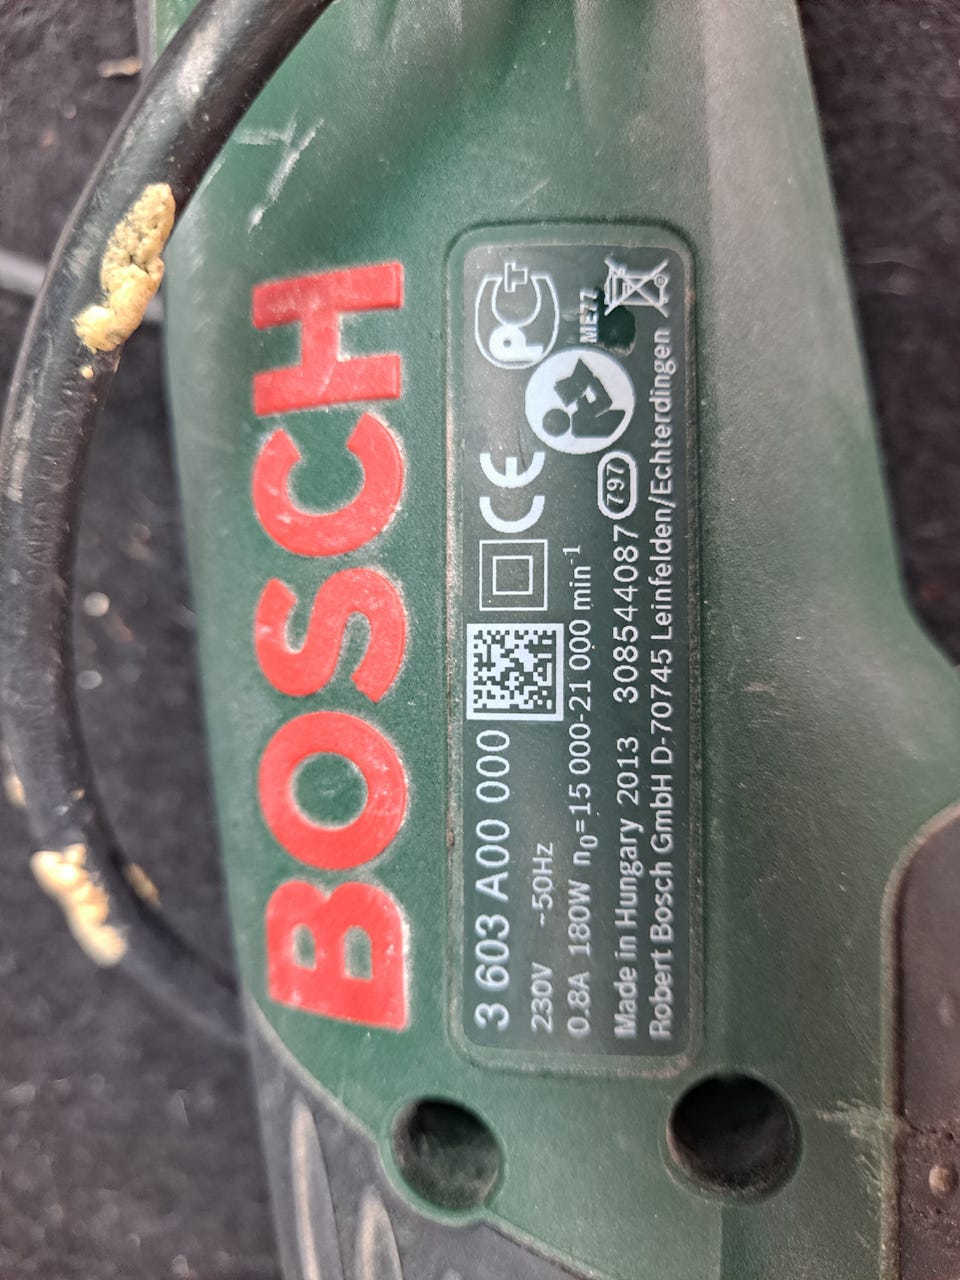 BOSCH
3 603 A00 000
230V ~50Hz
0.8A 180W n₀=15 000-21 000 min⁻¹
Made in Hungary 2013 308544087 797
Robert Bosch GmbH D-70745 Leinfelden/Echterdingen
CE
PCT
ME77